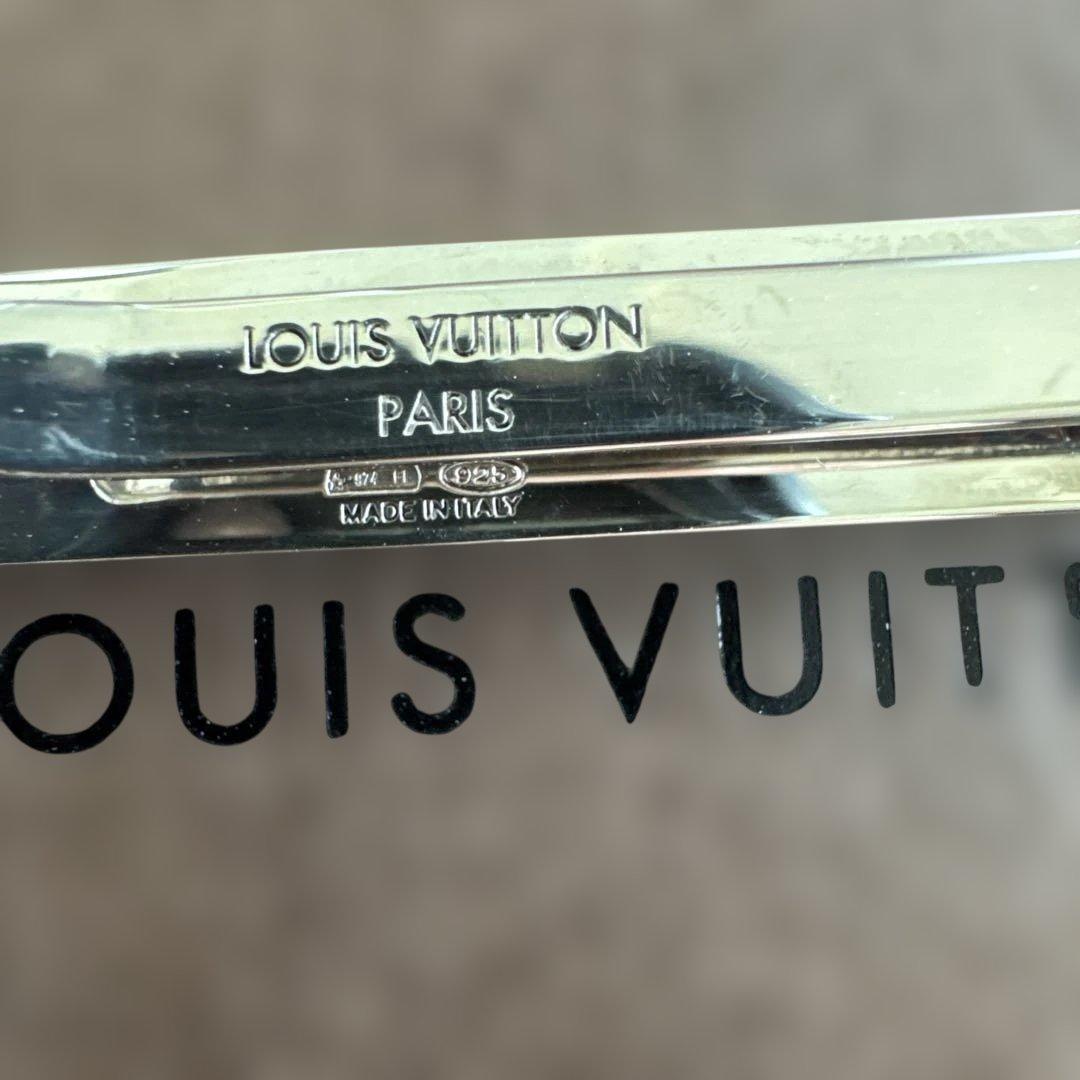 LOUIS VUITTON
PARIS
925
MADE IN ITALY
OUIS VUIT